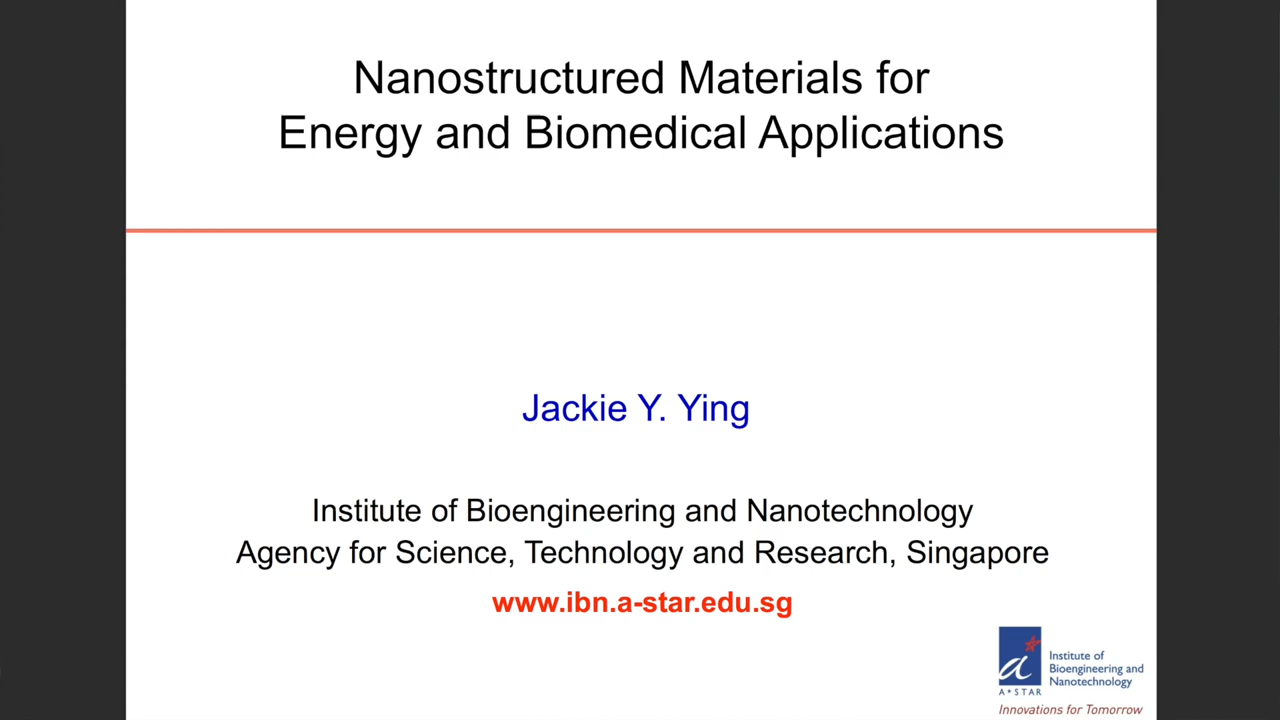 Nanostructured Materials for
Energy and Biomedical Applications
Jackie Y. Ying
Institute of Bioengineering and Nanotechnology
Agency for Science, Technology and Research, Singapore
www.ibn.a-star.edu.sg
a
A*STAR
Institute of
Bioengineering and
Nanotechnology
Innovations for Tomorrow